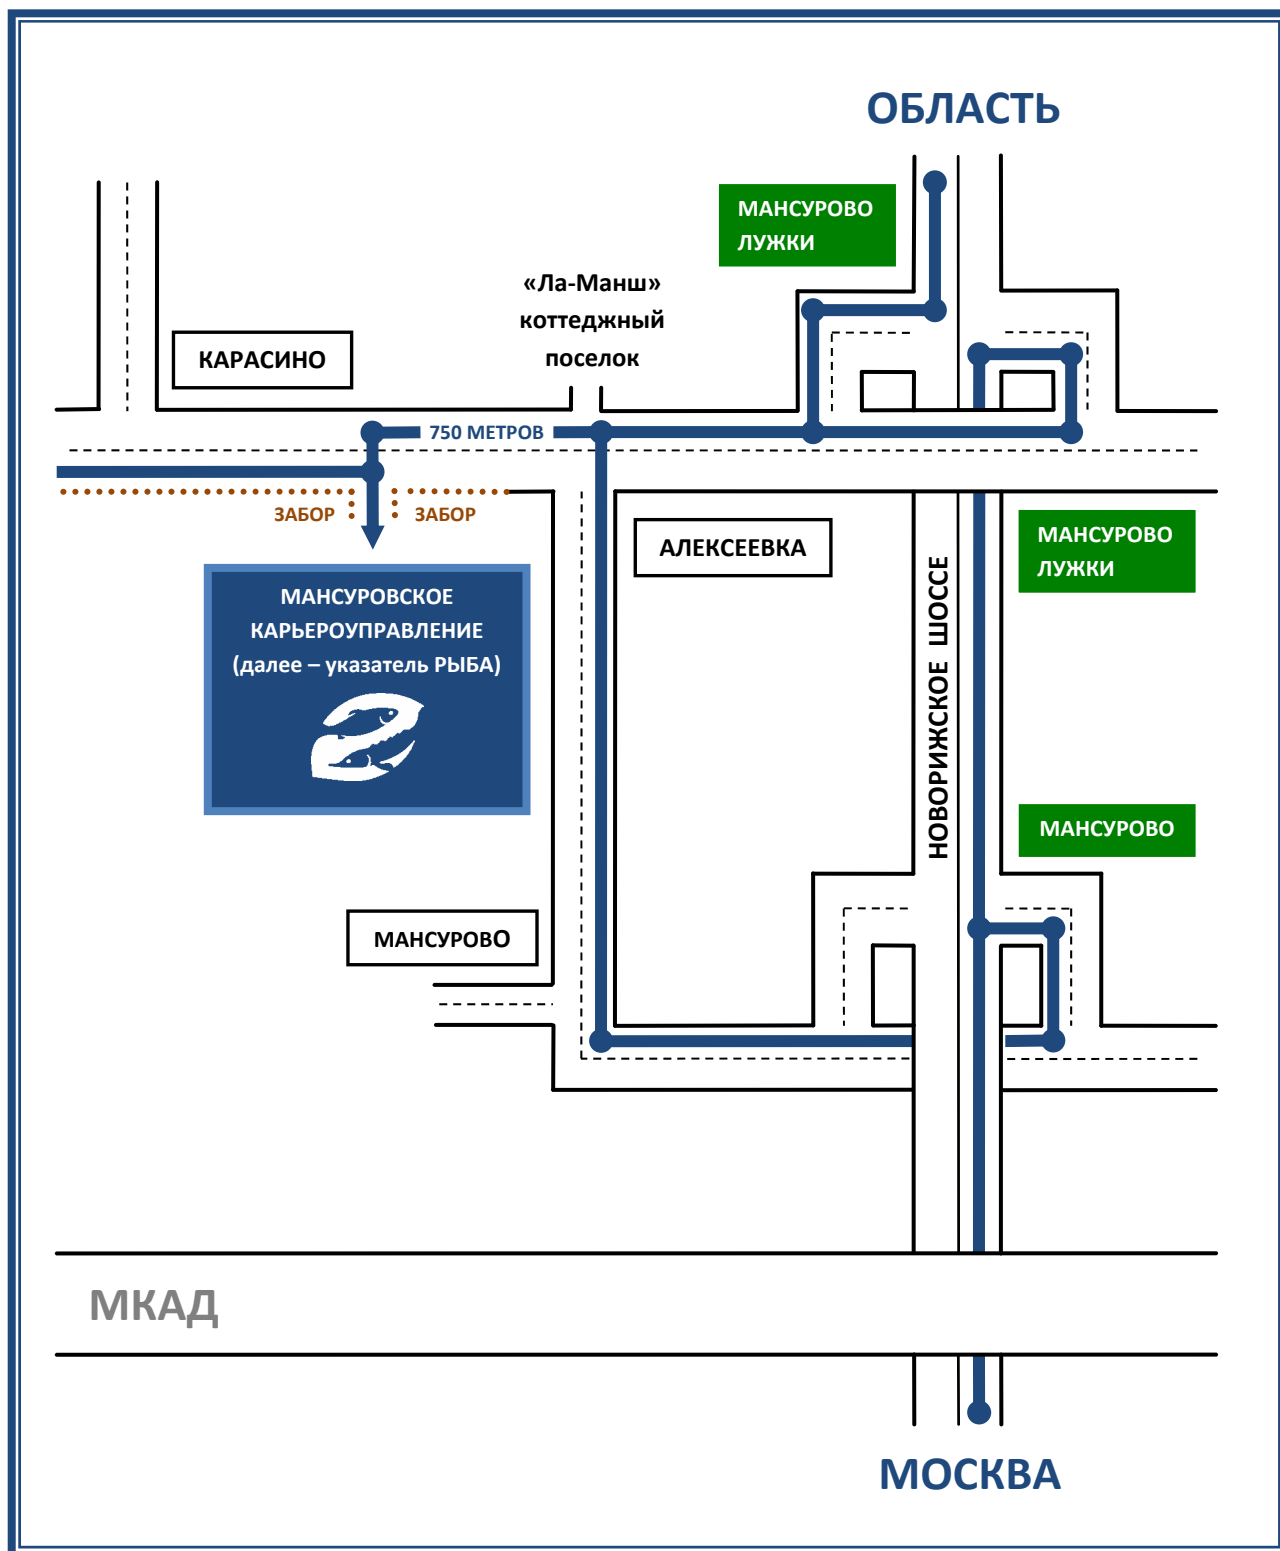 ОБЛАСТЬ
МАНСУРОВО
ЛУЖКИ
«Ла-Манш»
коттеджный
поселок
КАРАСИНО
750 МЕТРОВ
ЗАБОР
ЗАБОР
АЛЕКСЕЕВКА
МАНСУРОВО
ЛУЖКИ
МАНСУРОВСКОЕ
КАРЬЕРОУПРАВЛЕНИЕ
(далее – указатель РЫБА)
НОВОРИЖСКОЕ ШОССЕ
МАНСУРОВО
МАНСУРОВО
МКАД
МОСКВА